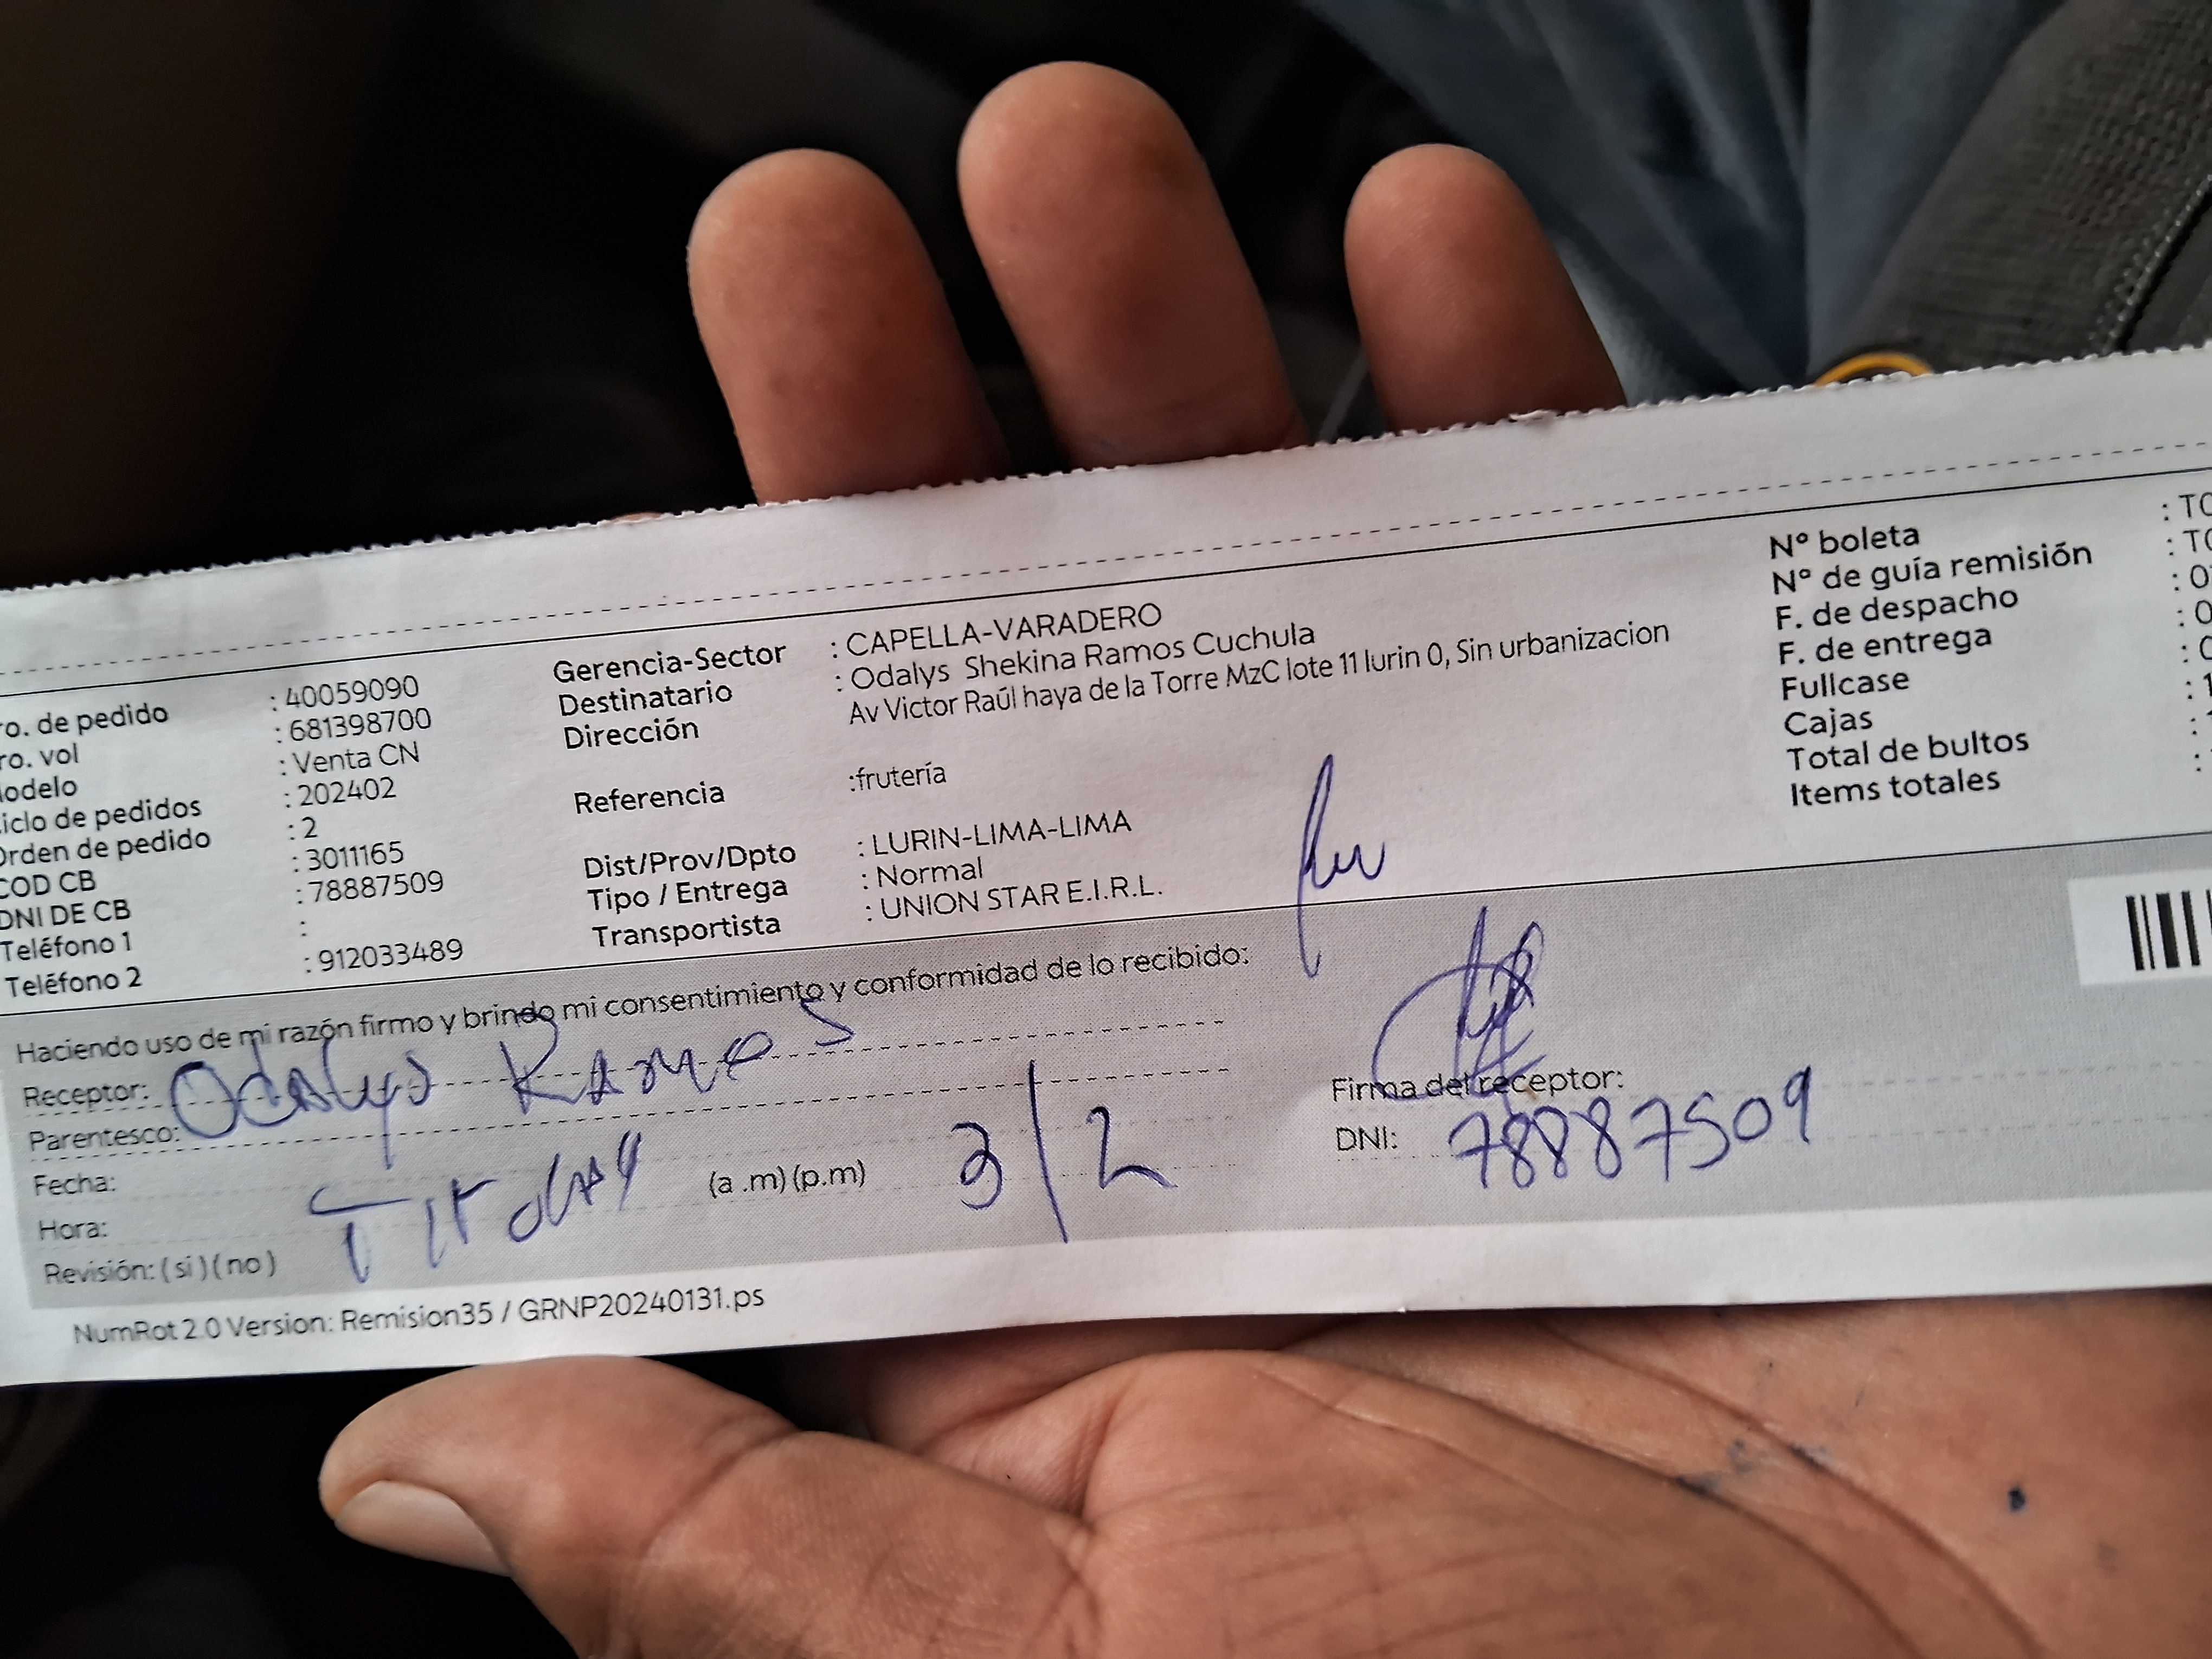 ro. de pedido : 40059090
ro. vol : 681398700
odelo : Venta CN
iclo de pedidos : 202402
Orden de pedido : 2
COD CB : 3011165
DNI DE CB : 78887509
Teléfono 1 :
Teléfono 2 : 912033489
Gerencia-Sector : CAPELLA-VARADERO
Destinatario : Odalys Shekina Ramos Cuchula
Dirección Av Victor Raúl haya de la Torre MzC lote 11 lurin 0, Sin urbanizacion
Referencia :frutería
Dist/Prov/Dpto : LURIN-LIMA-LIMA
Tipo / Entrega : Normal
Transportista : UNION STAR E.I.R.L.
Nº boleta
Nº de guía remisión
F. de despacho
F. de entrega
Fullcase
Cajas
Total de bultos
Items totales
Haciendo uso de mi razón firmo y brindo mi consentimiento y conformidad de lo recibido:
Receptor: Odalys Ramos
Parentesco:
Fecha:
Hora: (a .m) (p.m) 3/2
Revisión: ( si ) ( no )
Firma del receptor:
DNI: 78887509
NumRot 2.0 Version: Remision35 / GRNP20240131.ps